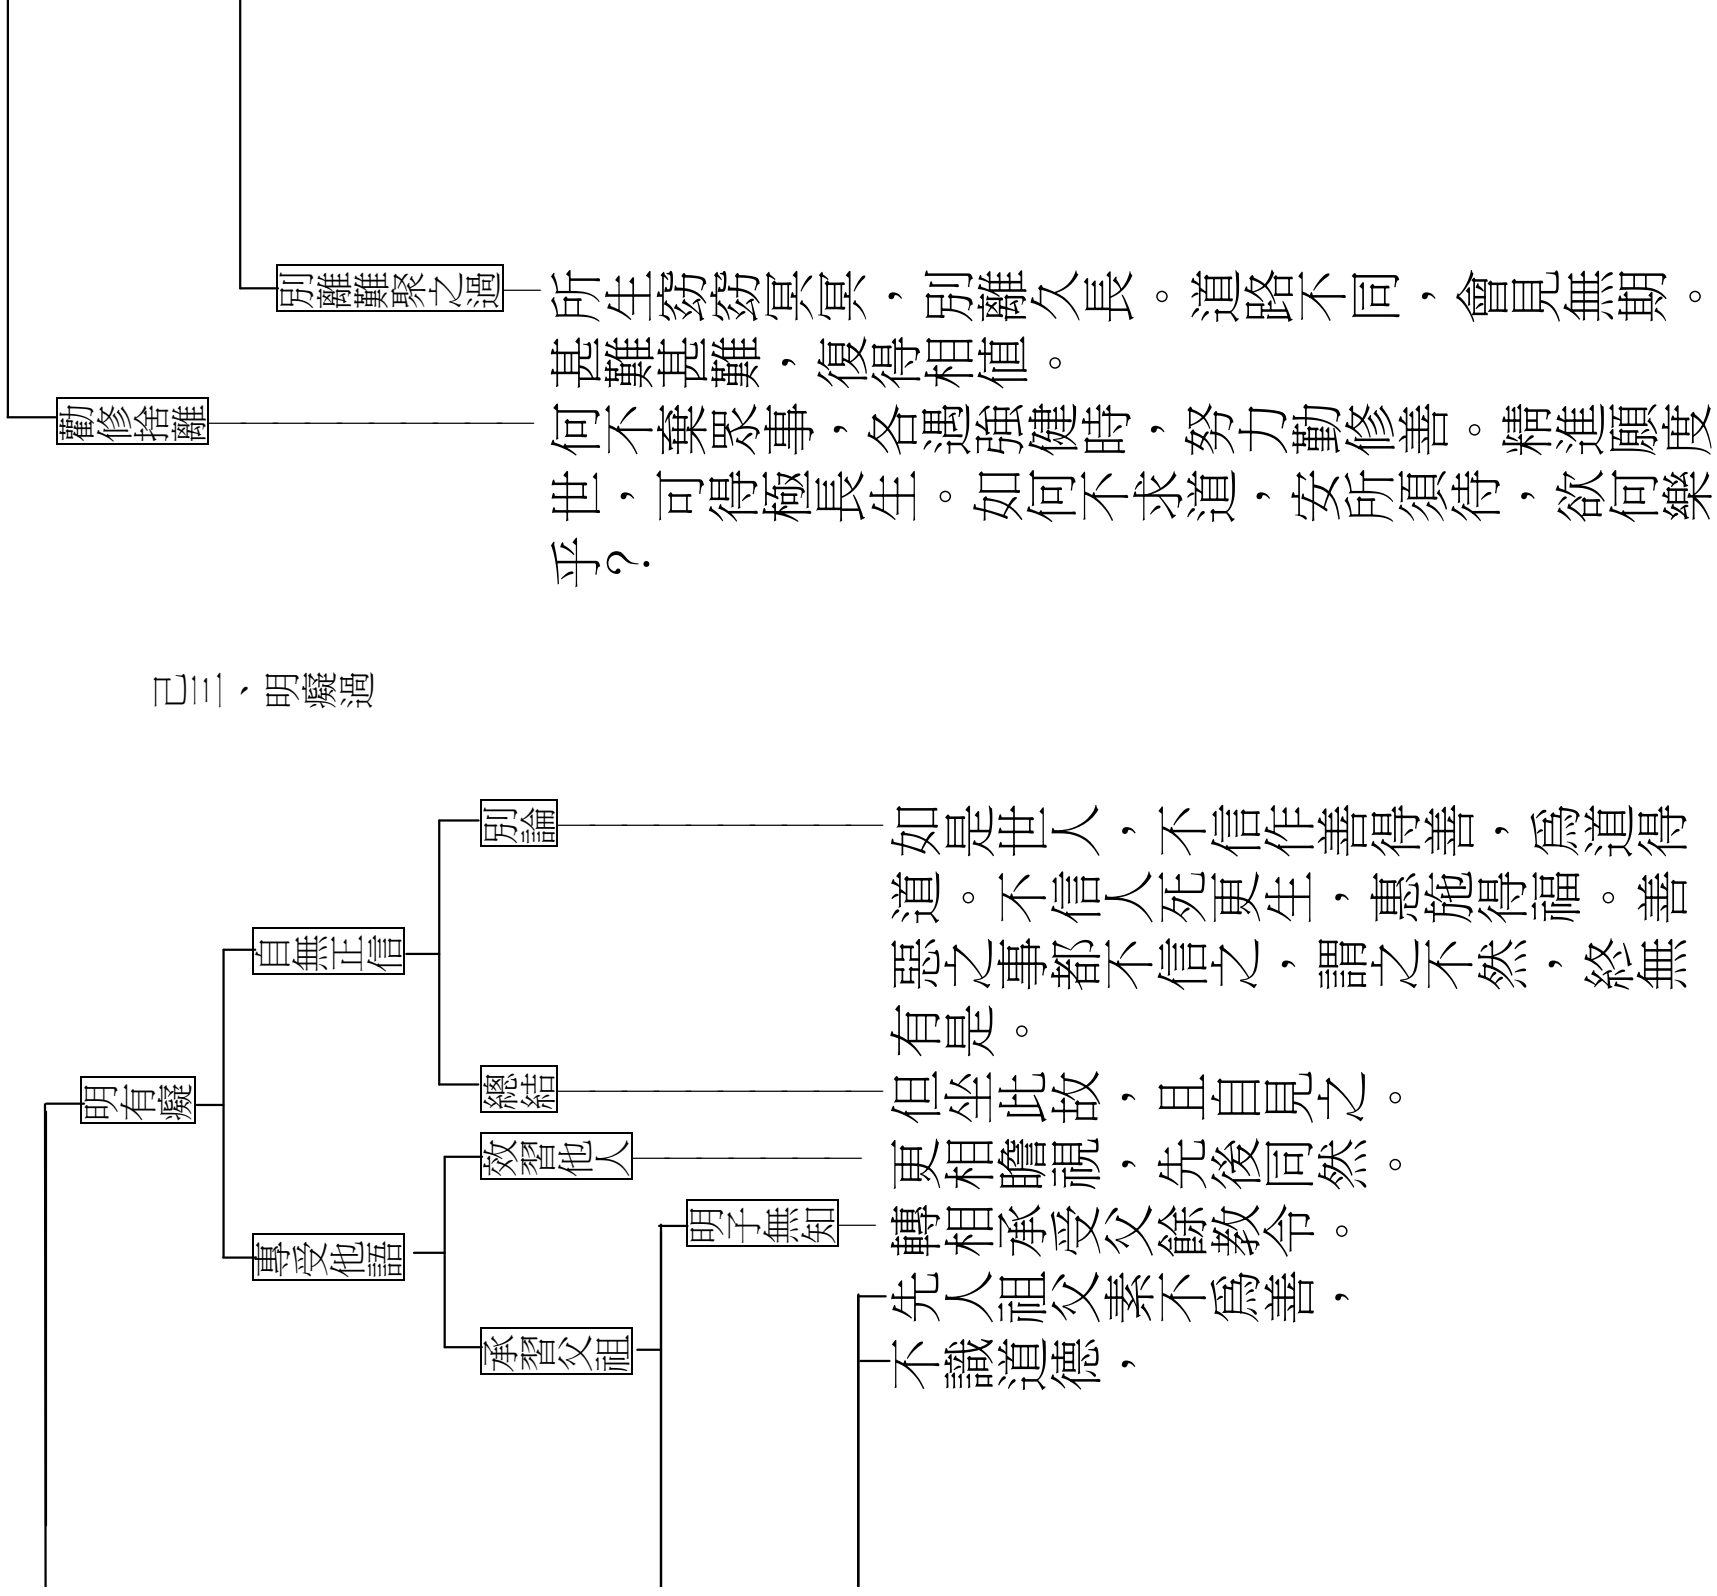 別離難聚之過
所生窈窈冥冥，別離久長。道路不同，會見無期。
甚難甚難，復得相值。
勸修捨離
何不棄眾事，各遇強健時，努力勤修善。精進願度
世，可得極長生。如何不求道，安所須待，欲何樂
乎？
己三、明癡過
明有癡
自無正信
別論
如是世人，不信作善得善，為道得
道。不信人死更生，惠施得福。善
惡之事都不信之，謂之不然，終無
有是。
總結
但坐此故，且自見之。
專受他語
效習他人
更相瞻視，先後同然。
承習父祖
明子無知
轉相承受父餘教令。
先人祖父素不為善，
不識道德，